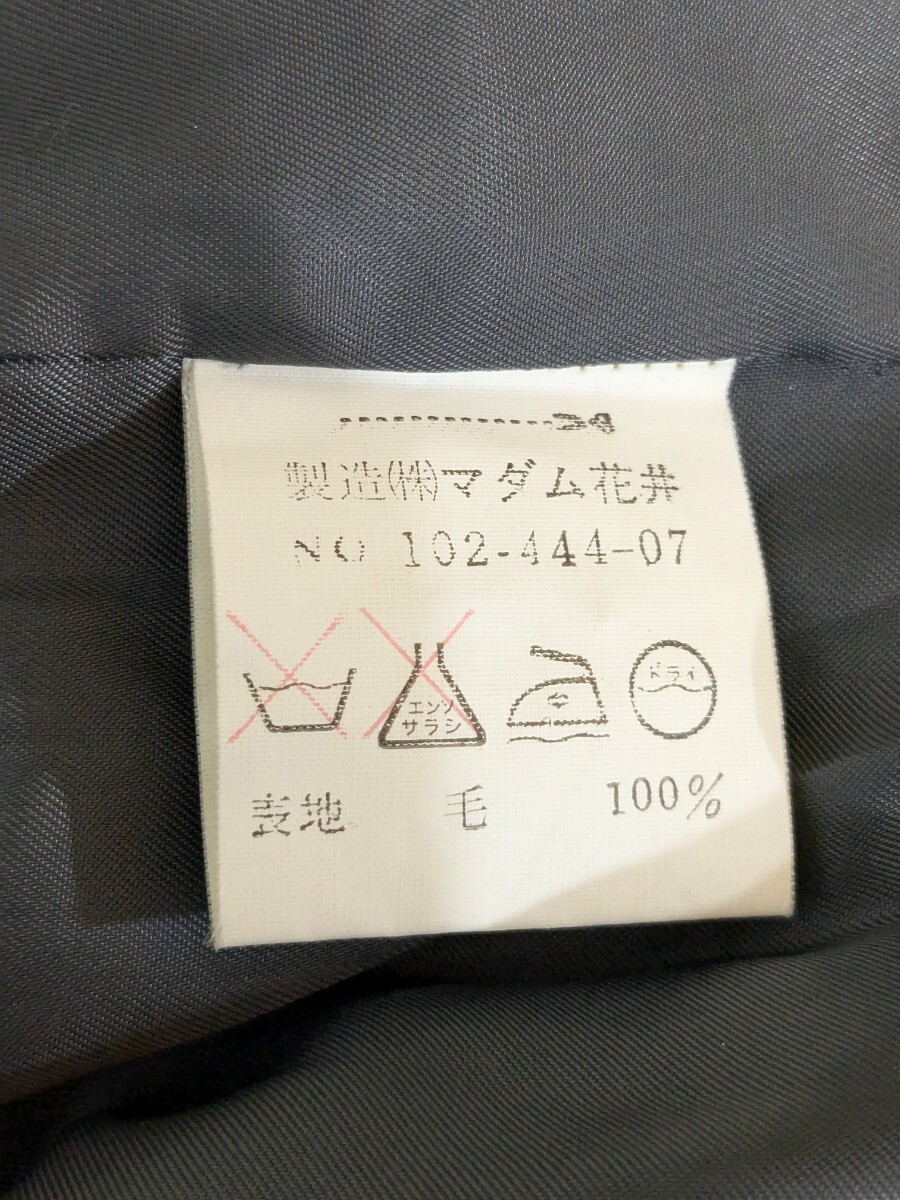 製造㈱マダム花井
NO 102-444-07
エンソ
サラシ
中
ドライ
表地 毛 100%